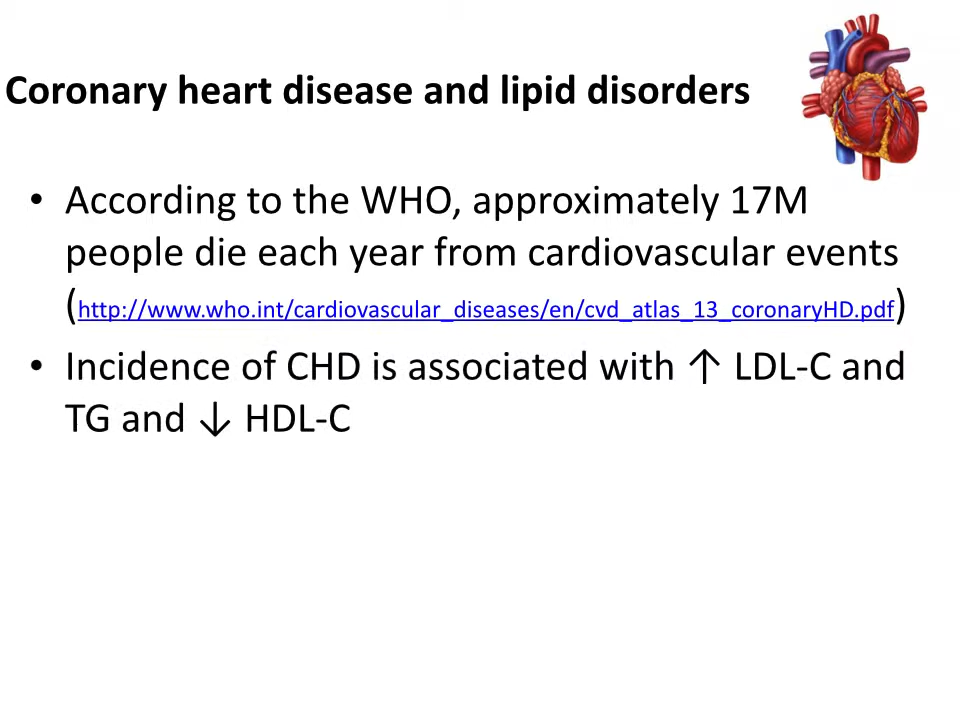 Coronary heart disease and lipid disorders
• According to the WHO, approximately 17M
people die each year from cardiovascular events
(http://www.who.int/cardiovascular_diseases/en/cvd_atlas_13_coronaryHD.pdf)
• Incidence of CHD is associated with ↑ LDL-C and
TG and ↓ HDL-C